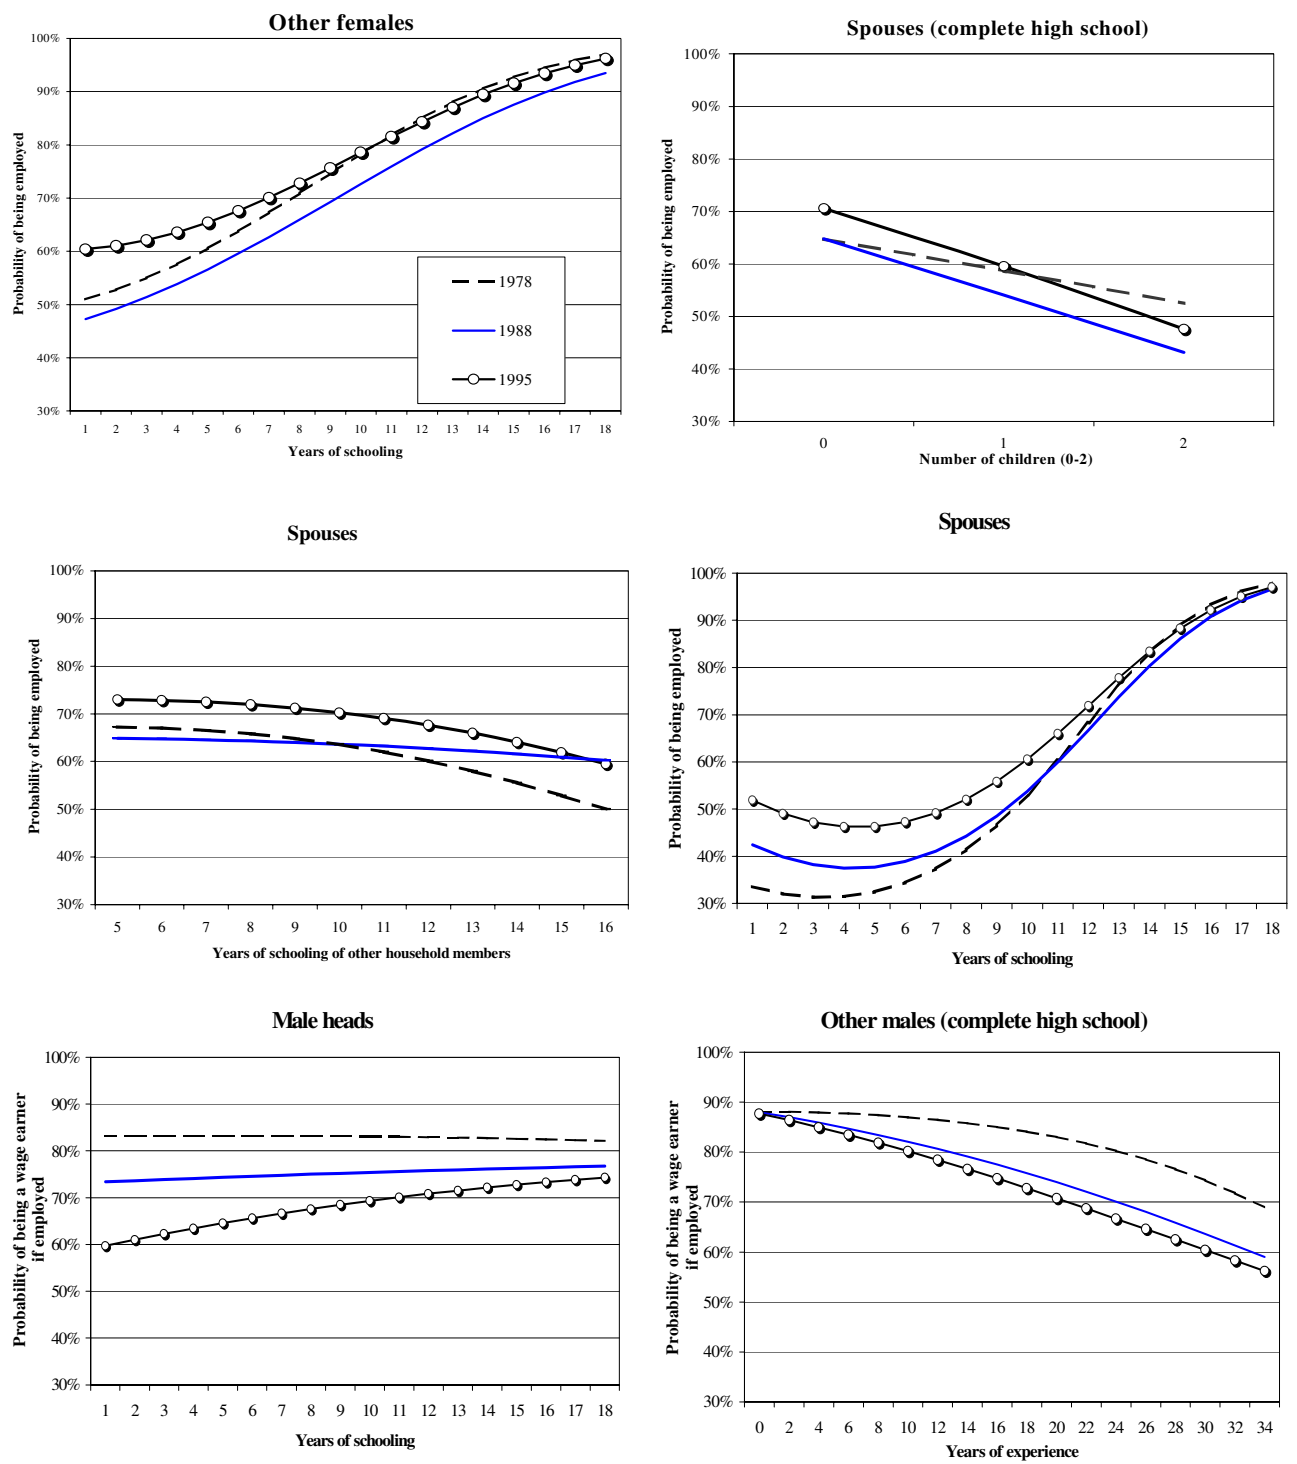 Other females
100%
90%
80%
70%
60%
50%
40%
30%
Probability of being employed
1 2 3 4 5 6 7 8 9 10 11 12 13 14 15 16 17 18
Years of schooling
1978
1988
1995
Spouses (complete high school)
100%
90%
80%
70%
60%
50%
40%
30%
Probability of being employed
0 1 2
Number of children (0-2)
Spouses
100%
90%
80%
70%
60%
50%
40%
30%
Probability of being employed
5 6 7 8 9 10 11 12 13 14 15 16
Years of schooling of other household members
Spouses
100%
90%
80%
70%
60%
50%
40%
30%
Probability of being employed
1 2 3 4 5 6 7 8 9 10 11 12 13 14 15 16 17 18
Years of schooling
Male heads
100%
90%
80%
70%
60%
50%
40%
30%
Probability of being a wage earner
if employed
1 2 3 4 5 6 7 8 9 10 11 12 13 14 15 16 17 18
Years of schooling
Other males (complete high school)
100%
90%
80%
70%
60%
50%
40%
30%
Probability of being a wage earner
if employed
0 2 4 6 8 10 12 14 16 18 20 22 24 26 28 30 32 34
Years of experience